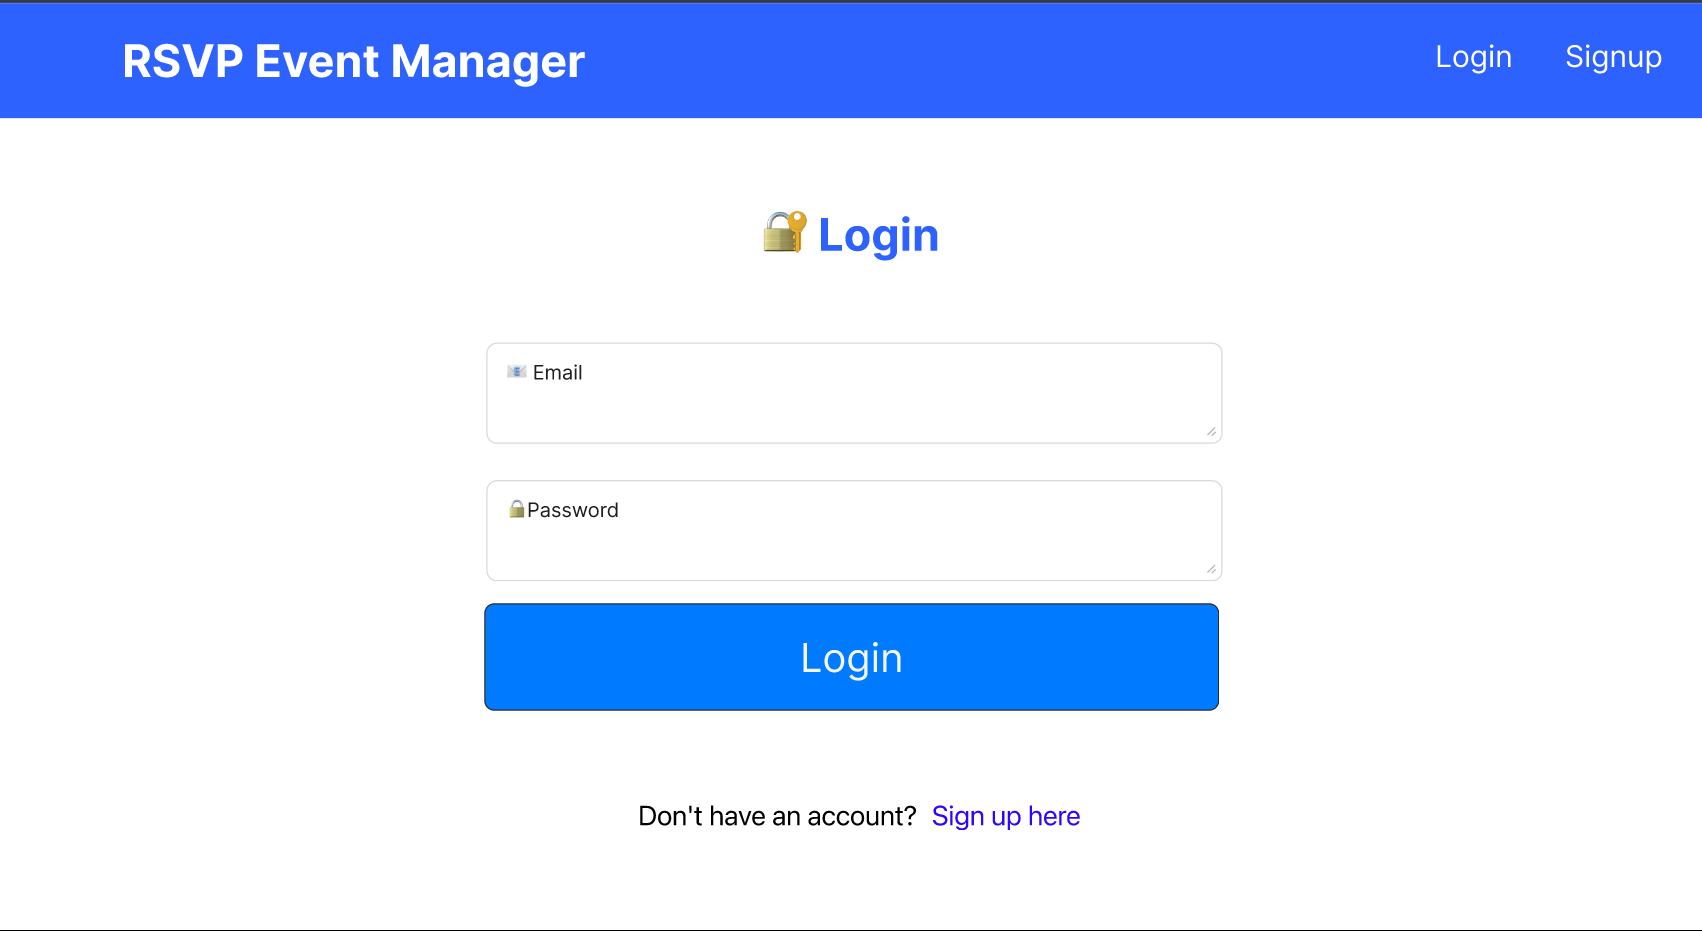 RSVP Event Manager
Login Signup
🔐 Login
📧 Email
🔒Password
Login
Don't have an account? Sign up here